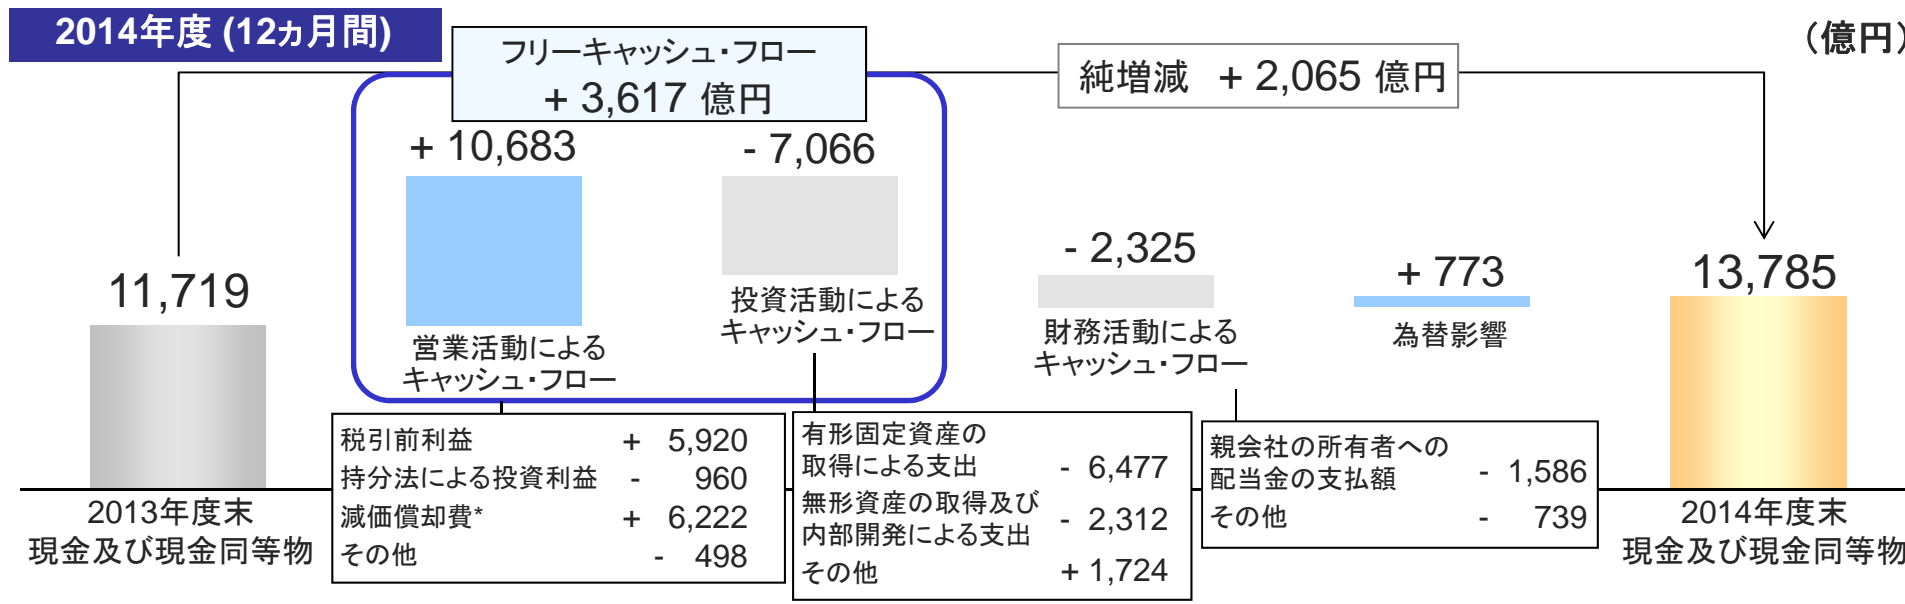 2014年度 (12ヵ月間)
（億円）
フリーキャッシュ・フロー
+ 3,617 億円
純増減 + 2,065 億円
11,719
2013年度末
現金及び現金同等物
+ 10,683
営業活動による
キャッシュ・フロー
- 7,066
投資活動による
キャッシュ・フロー
- 2,325
財務活動による
キャッシュ・フロー
+ 773
為替影響
13,785
2014年度末
現金及び現金同等物
税引前利益 + 5,920
持分法による投資利益 - 960
減価償却費* + 6,222
その他 - 498
有形固定資産の
取得による支出 - 6,477
無形資産の取得及び
内部開発による支出 - 2,312
その他 + 1,724
親会社の所有者への
配当金の支払額 - 1,586
その他 - 739